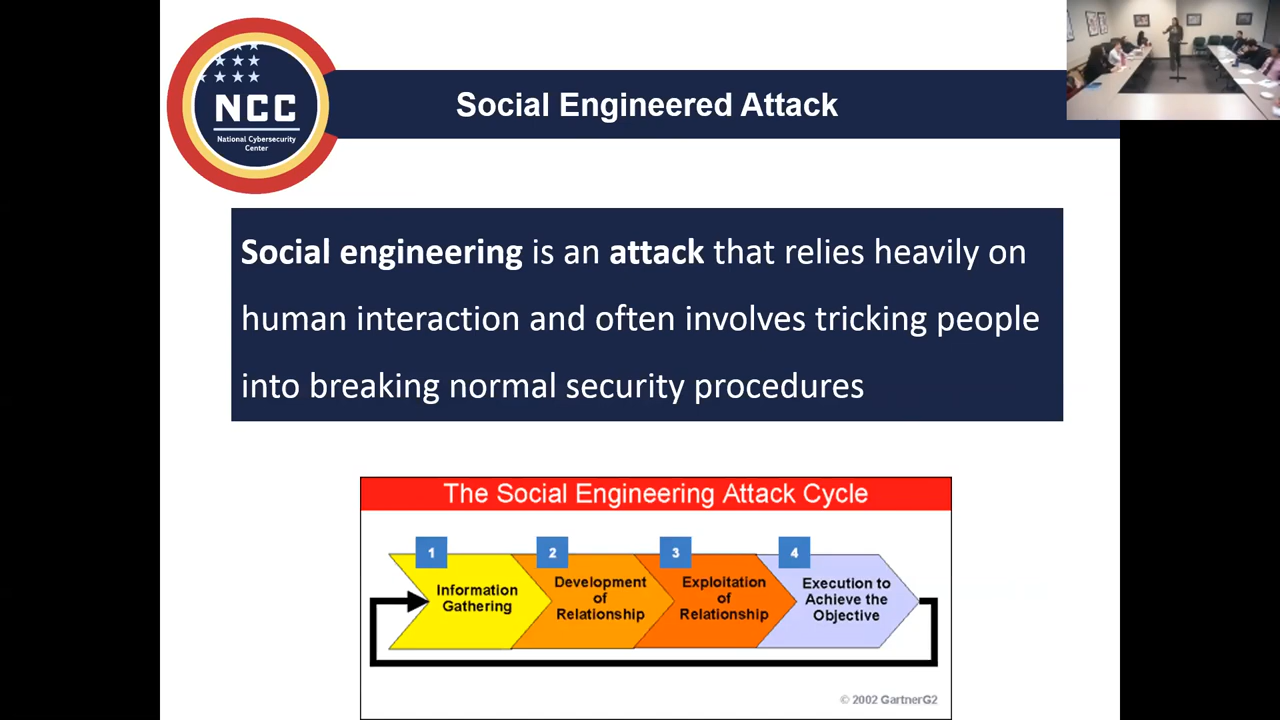 NCC
National Cybersecurity
Center
Social Engineered Attack
Social engineering is an attack that relies heavily on
human interaction and often involves tricking people
into breaking normal security procedures
The Social Engineering Attack Cycle
1
Information
Gathering
2
Development
of
Relationship
3
Exploitation
of
Relationship
4
Execution to
Achieve the
Objective
© 2002 GartnerG2